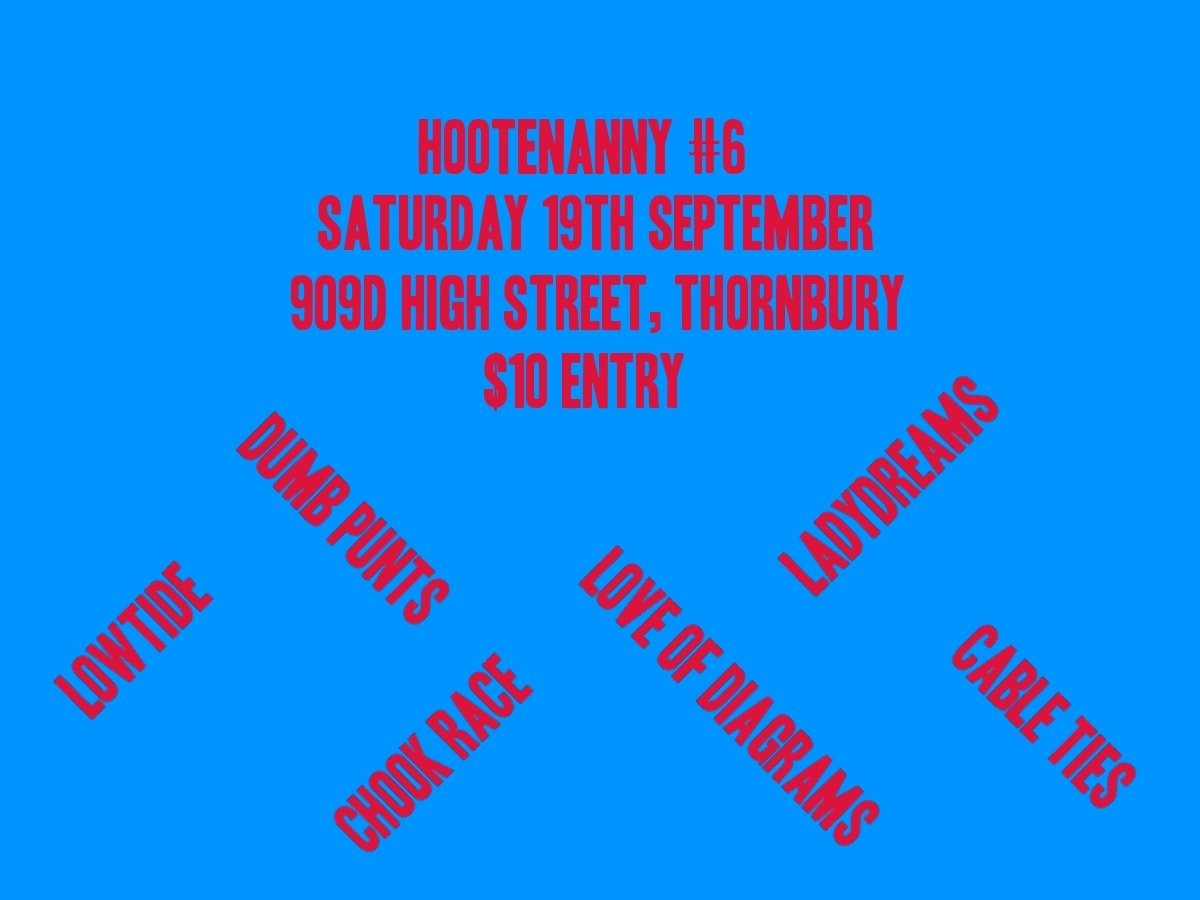 HOOTENANNY #6
SATURDAY 19TH SEPTEMBER
909D HIGH STREET, THORNBURY
$10 ENTRY
LOWTIDE
DUMB PUNTS
CHOOK RACE
LOVE OF DIAGRAMS
LADYDREAMS
CABLE TIES